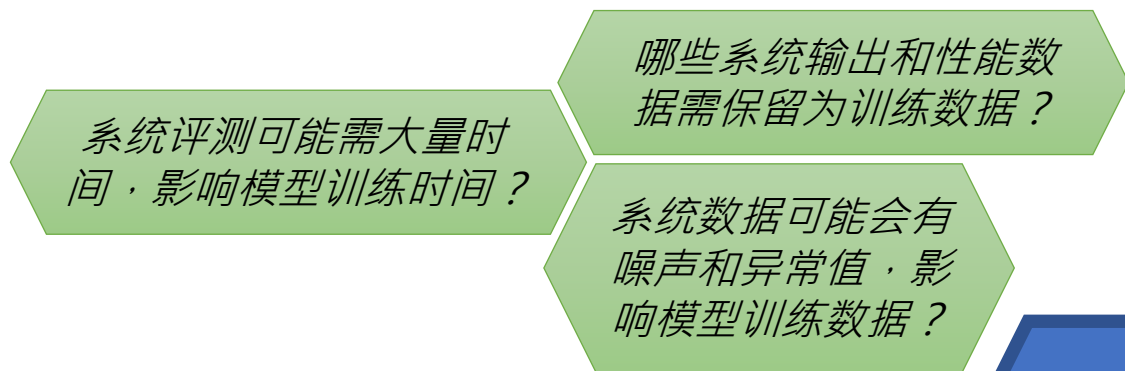 哪些系统输出和性能数
据需保留为训练数据？
系统评测可能需大量时
间，影响模型训练时间？
系统数据可能会有
噪声和异常值，影
响模型训练数据？